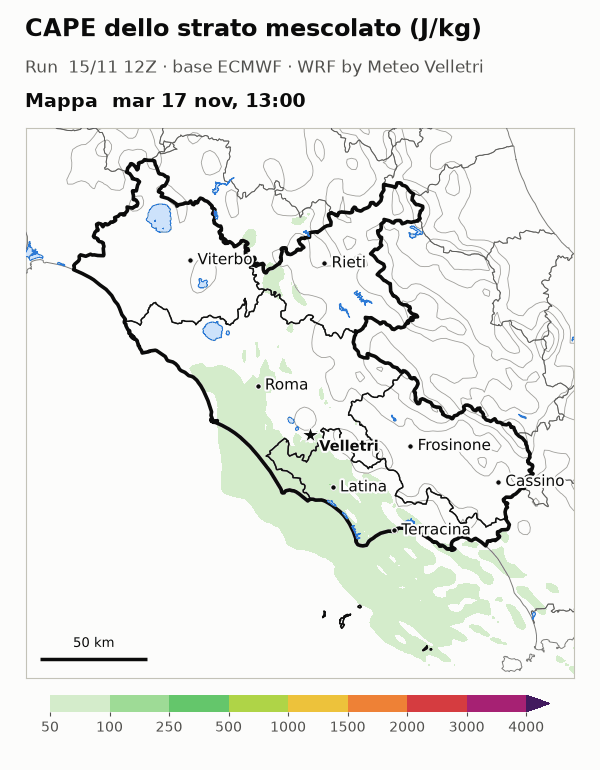 CAPE dello strato mescolato (J/kg)
Run  15/11 12Z · base ECMWF · WRF by Meteo Velletri
Mappa  mar 17 nov, 13:00
Viterbo
Rieti
Roma
Velletri
Frosinone
Latina
Cassino
Terracina
50 km
50 100 250 500 1000 1500 2000 3000 4000